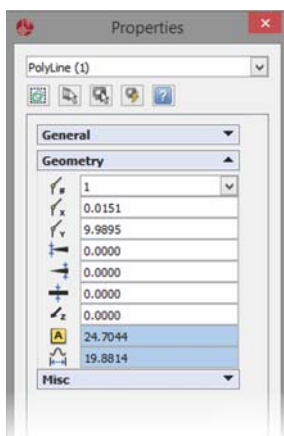 Properties
PolyLine (1)
General
Geometry
1
X 0.0151
Y 9.9895
0.0000
0.0000
0.0000
Z 0.0000
A 24.7044
19.8814
Misc